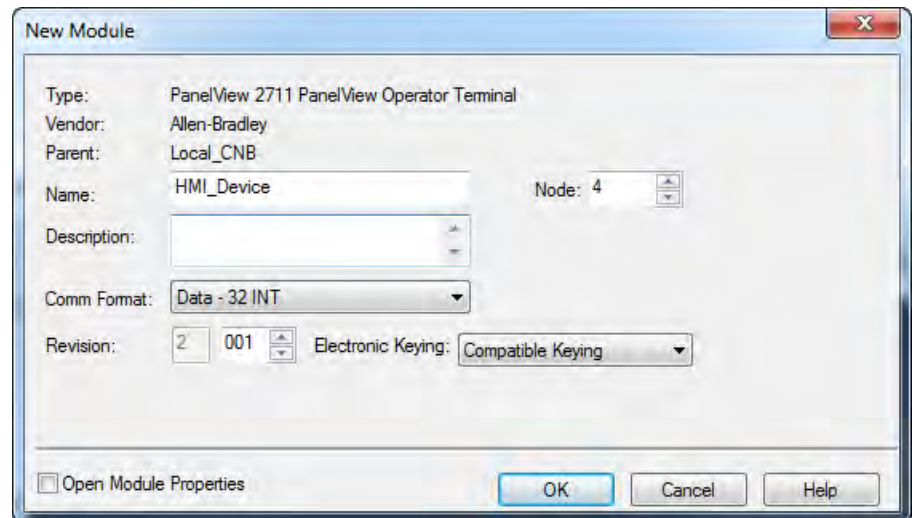 New Module
Type: PanelView 2711 PanelView Operator Terminal
Vendor: Allen-Bradley
Parent: Local_CNB
Name: HMI_Device Node: 4
Description:
Comm Format: Data - 32 INT
Revision: 2 001 Electronic Keying: Compatible Keying
Open Module Properties OK Cancel Help